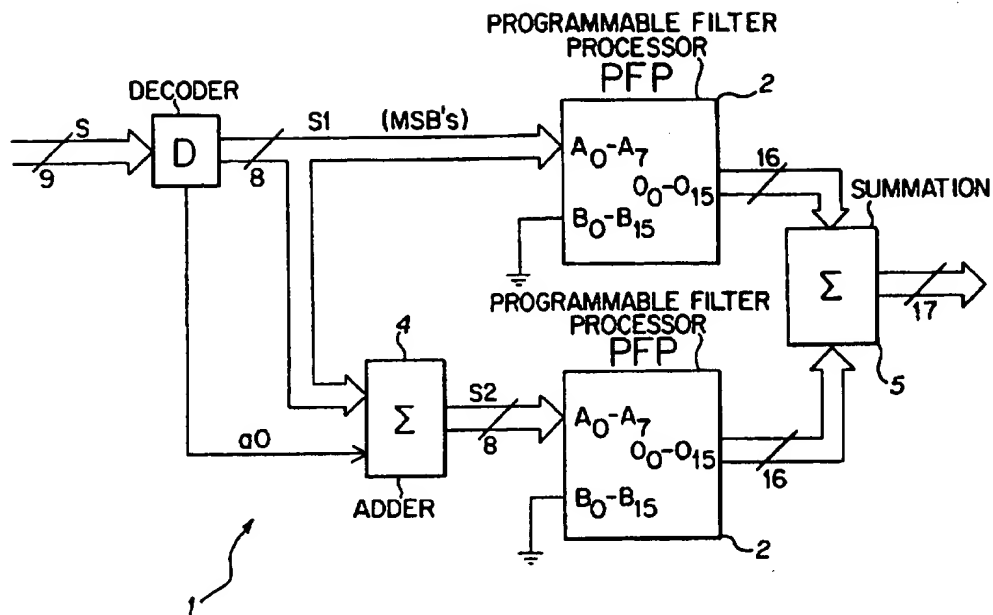 PROGRAMMABLE FILTER
PROCESSOR
PFP
2
DECODER
S
9
D
8
S1
(MSB's)
A0-A7
O0-O15
B0-B15
16
SUMMATION
Σ
17
5
PROGRAMMABLE FILTER
PROCESSOR
PFP
4
Σ
ADDER
a0
S2
8
A0-A7
O0-O15
B0-B15
16
2
1